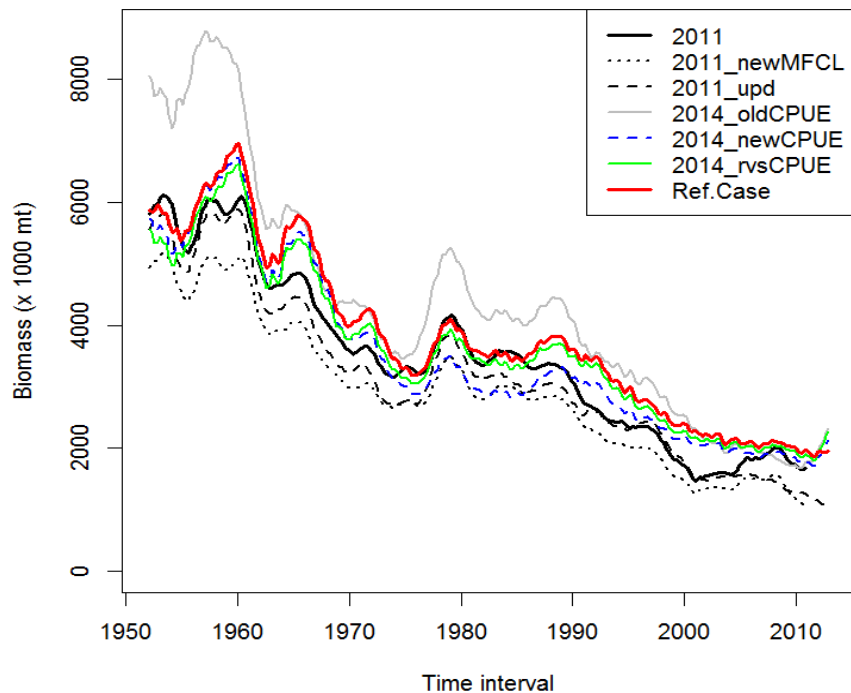 2011
2011_newMFCL
2011_upd
2014_oldCPUE
2014_newCPUE
2014_rvsCPUE
Ref.Case
Biomass (x 1000 mt)
8000
6000
4000
2000
0
1950 1960 1970 1980 1990 2000 2010
Time interval